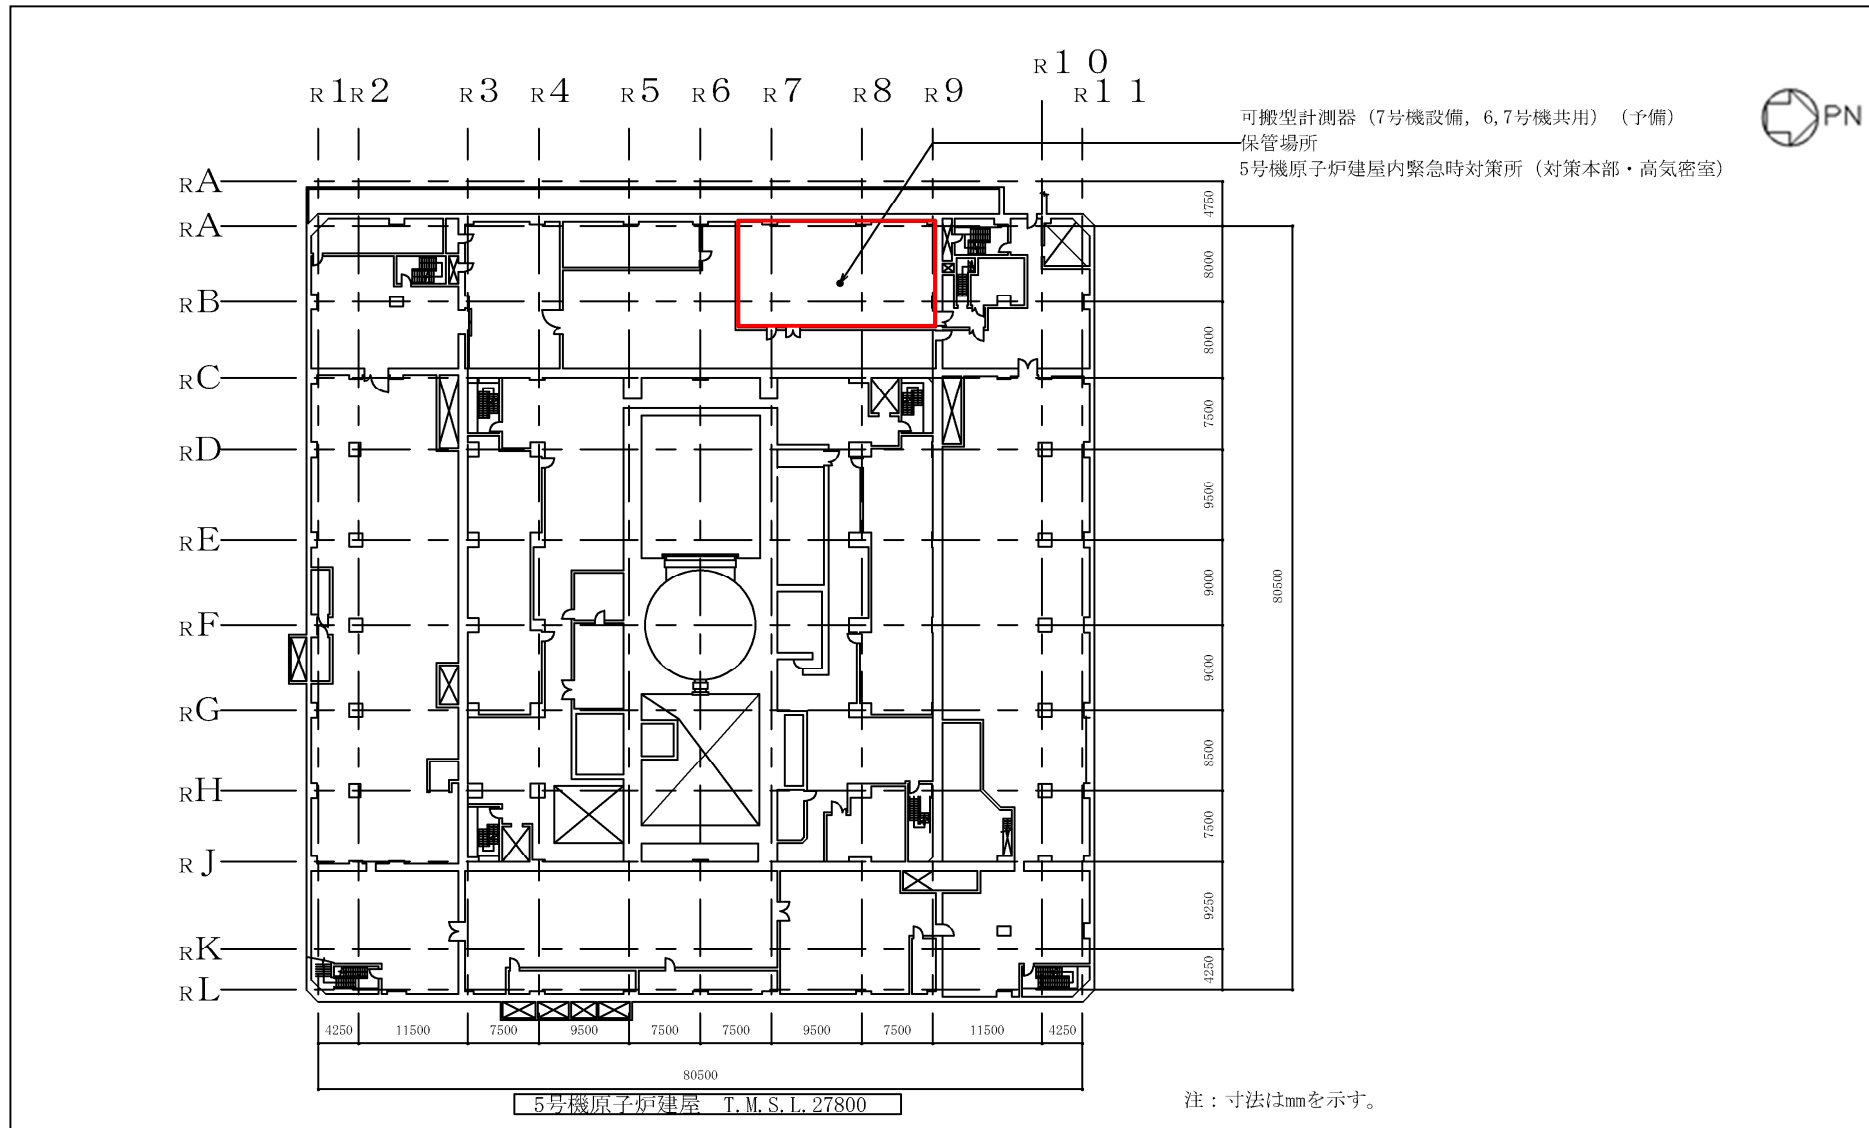 R10
R1 R2 R3 R4 R5 R6 R7 R8 R9 R11
可搬型計測器（7号機設備，6,7号機共用）（予備）
保管場所
5号機原子炉建屋内緊急時対策所（対策本部・高気密室）
PN
RA
4750
RA
8000
RB
8000
RC
7500
RD
9500
RE
9000
80500
RF
9000
RG
8500
RH
7500
RJ
9250
RK
4250
RL
4250 11500 7500 9500 7500 7500 9500 7500 11500 4250
80500
5号機原子炉建屋　T.M.S.L.27800
注：寸法はmmを示す。